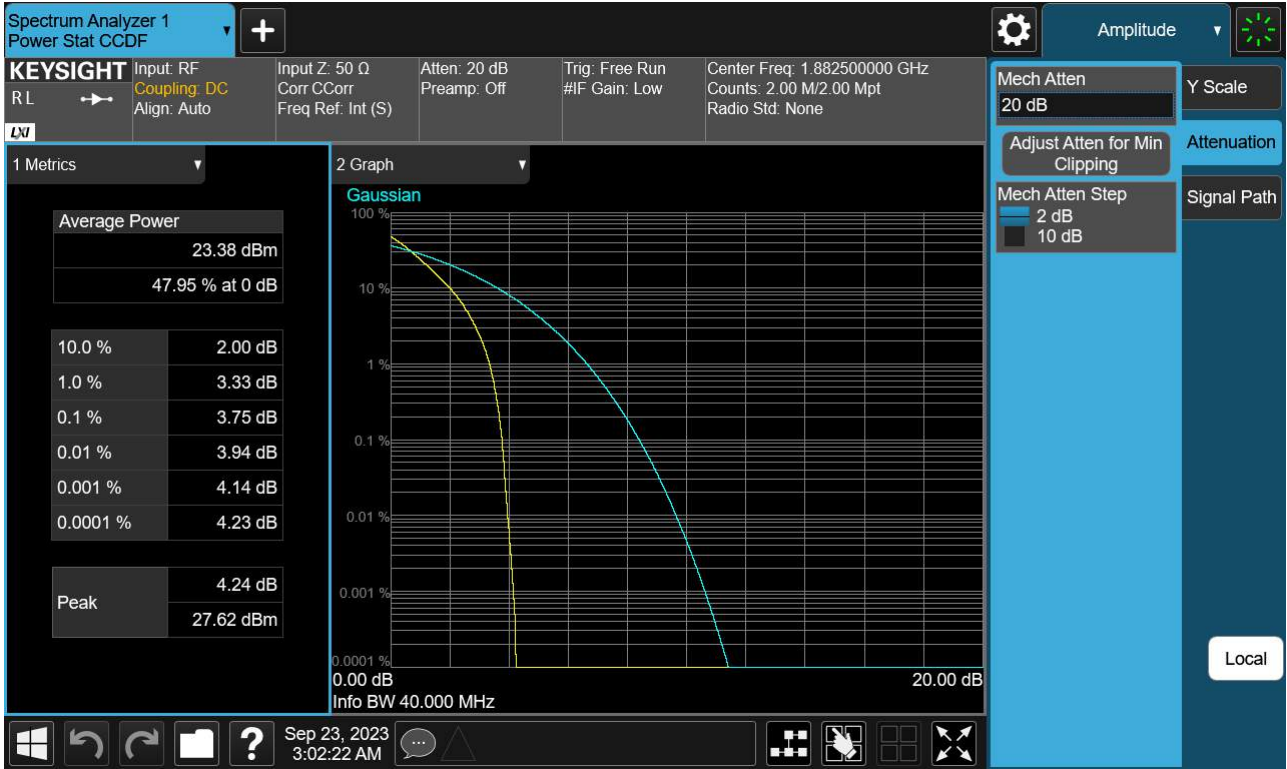 Spectrum Analyzer 1
Power Stat CCDF
+
Amplitude
KEYSIGHT
RL
LXI
Input: RF
Coupling: DC
Align: Auto
Input Z: 50 Ω
Corr CCorr
Freq Ref: Int (S)
Atten: 20 dB
Preamp: Off
Trig: Free Run
#IF Gain: Low
Center Freq: 1.882500000 GHz
Counts: 2.00 M/2.00 Mpt
Radio Std: None
1 Metrics
Average Power
23.38 dBm
47.95 % at 0 dB
10.0 % 2.00 dB
1.0 % 3.33 dB
0.1 % 3.75 dB
0.01 % 3.94 dB
0.001 % 4.14 dB
0.0001 % 4.23 dB
Peak
4.24 dB
27.62 dBm
2 Graph
Gaussian
100 %
10 %
1 %
0.1 %
0.01 %
0.001 %
0.0001 %
0.00 dB 20.00 dB
Info BW 40.000 MHz
Mech Atten
20 dB
Adjust Atten for Min
Clipping
Mech Atten Step
2 dB
10 dB
Y Scale
Attenuation
Signal Path
Local
?
Sep 23, 2023
3:02:22 AM